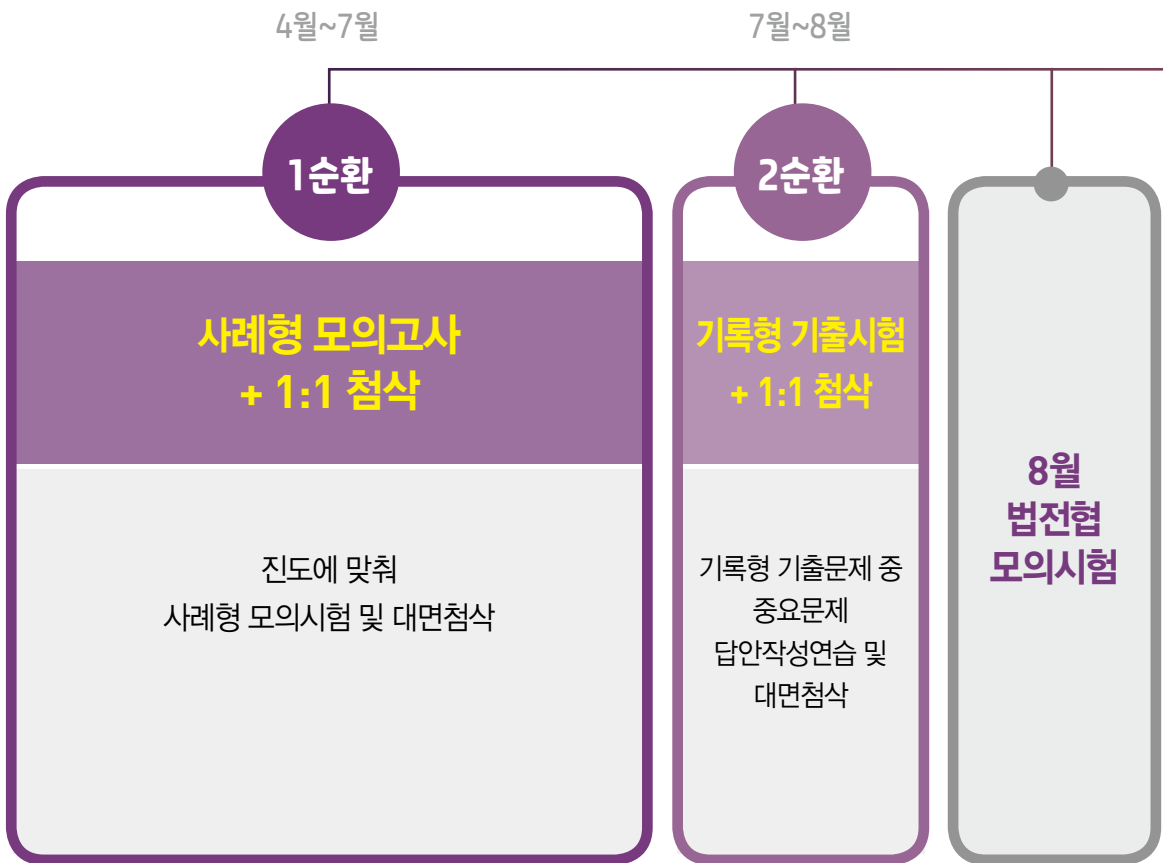 4월~7월
7월~8월
1순환
2순환
사례형 모의고사
+ 1:1 첨삭
기록형 기출시험
+ 1:1 첨삭
진도에 맞춰
사례형 모의시험 및 대면첨삭
기록형 기출문제 중
중요문제
답안작성연습 및
대면첨삭
8월
법전협
모의시험